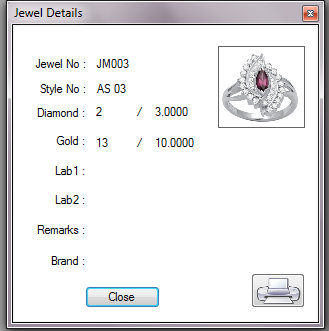 Jewel Details
Jewel No : JM003
Style No : AS 03
Diamond : 2 / 3.0000
Gold : 13 / 10.0000
Lab1 :
Lab2 :
Remarks :
Brand :
Close